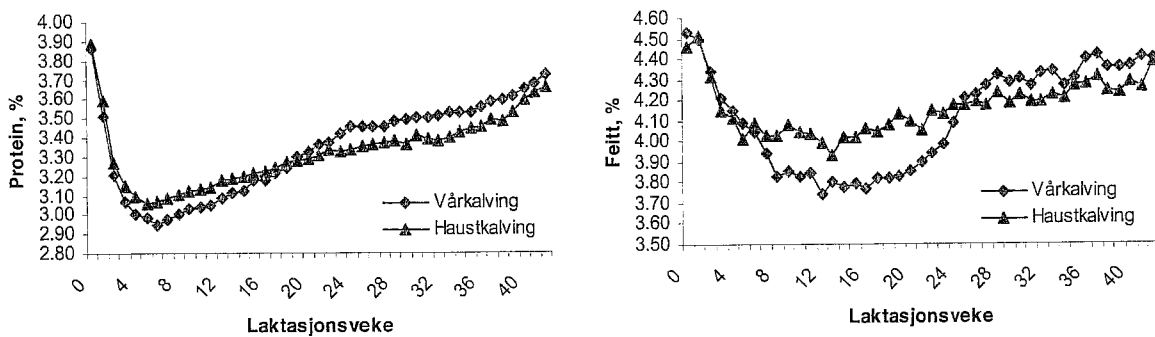 Protein, %
4.00
3.90
3.80
3.70
3.60
3.50
3.40
3.30
3.20
3.10
3.00
2.90
2.80
0 4 8 12 16 20 24 28 32 36 40
Laktasjonsveke
Vårkalving
Haustkalving
Feitt, %
4.60
4.50
4.40
4.30
4.20
4.10
4.00
3.90
3.80
3.70
3.60
3.50
0 4 8 12 16 20 24 28 32 36 40
Laktasjonsveke
Vårkalving
Haustkalving